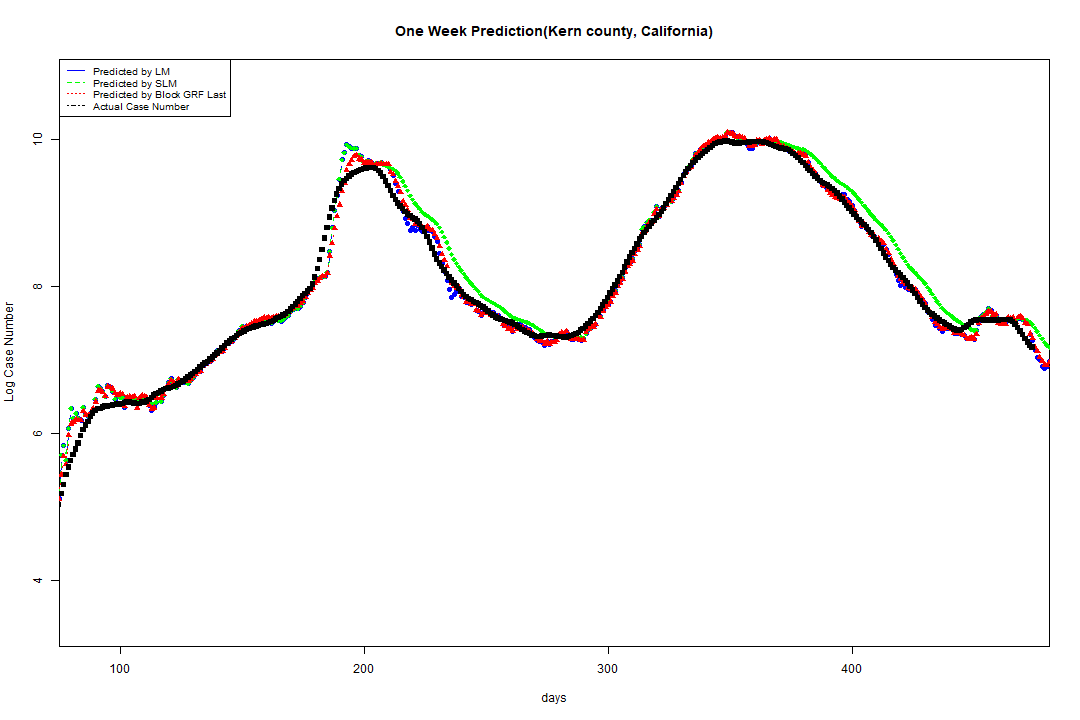 One Week Prediction(Kern county, California)
Predicted by LM
Predicted by SLM
Predicted by Block GRF Last
Actual Case Number
10
8
6
4
Log Case Number
100 200 300 400
days